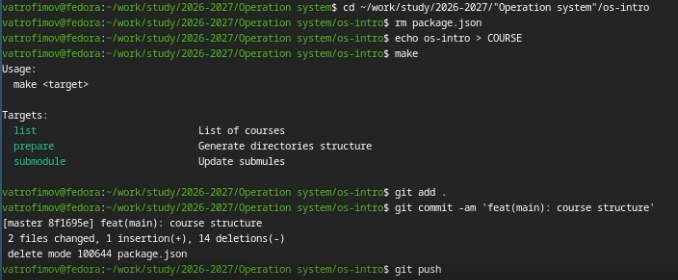 vatrofimov@fedora:~/work/study/2026-2027/Operation system$ cd ~/work/study/2026-2027/"Operation system"/os-intro
vatrofimov@fedora:~/work/study/2026-2027/Operation system/os-intro$ rm package.json
vatrofimov@fedora:~/work/study/2026-2027/Operation system/os-intro$ echo os-intro > COURSE
vatrofimov@fedora:~/work/study/2026-2027/Operation system/os-intro$ make
Usage:
  make <target>
Targets:
  list                          List of courses
  prepare                       Generate directories structure
  submodule                     Update submules
vatrofimov@fedora:~/work/study/2026-2027/Operation system/os-intro$ git add .
vatrofimov@fedora:~/work/study/2026-2027/Operation system/os-intro$ git commit -am 'feat(main): course structure'
[master 8f1695e] feat(main): course structure
 2 files changed, 1 insertion(+), 14 deletions(-)
 delete mode 100644 package.json
vatrofimov@fedora:~/work/study/2026-2027/Operation system/os-intro$ git push